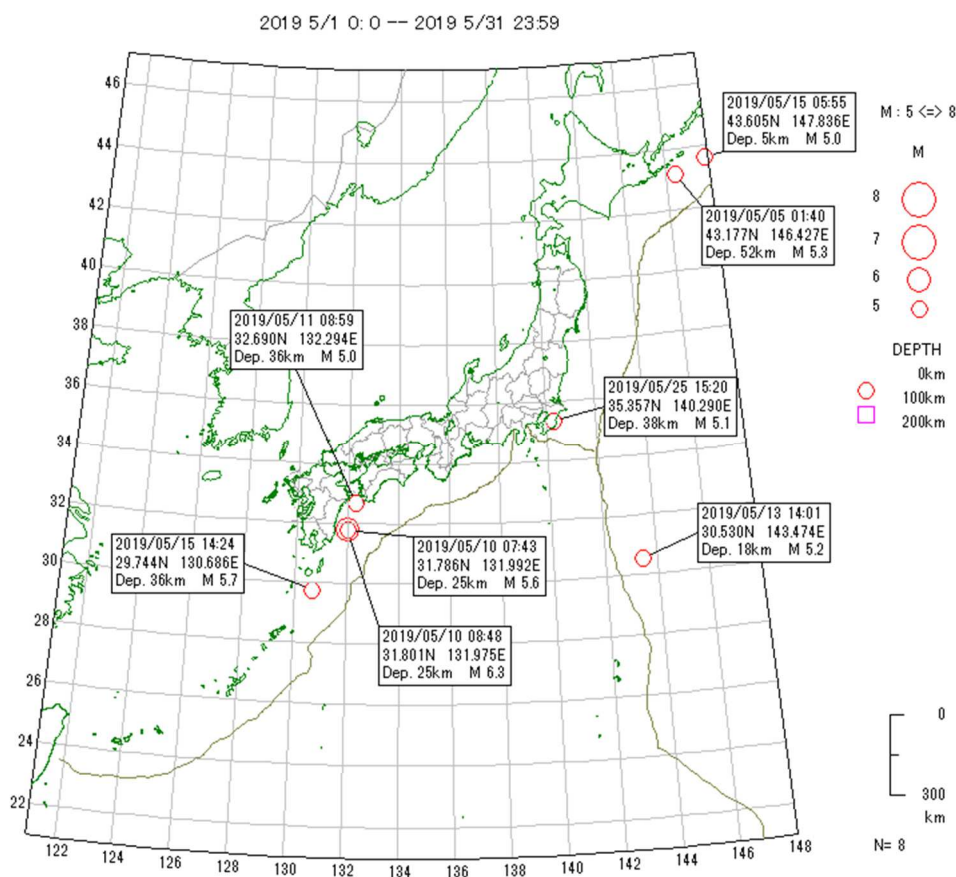 2019 5/1 0: 0 -- 2019 5/31 23:59
2019/05/15 05:55
43.605N 147.836E
Dep. 5km M 5.0
2019/05/05 01:40
43.177N 146.427E
Dep. 52km M 5.3
2019/05/11 08:59
32.690N 132.294E
Dep. 36km M 5.0
2019/05/25 15:20
35.357N 140.290E
Dep. 38km M 5.1
2019/05/13 14:01
30.530N 143.474E
Dep. 18km M 5.2
2019/05/15 14:24
29.744N 130.686E
Dep. 36km M 5.7
2019/05/10 07:43
31.786N 131.992E
Dep. 25km M 5.6
2019/05/10 08:48
31.801N 131.975E
Dep. 25km M 6.3
46
44
42
40
38
36
34
32
30
28
26
24
22
122 124 126 128 130 132 134 136 138 140 142 144 146 148
M : 5 <=> 8
M
8
7
6
5
DEPTH
0km
100km
200km
0
300
km
N= 8